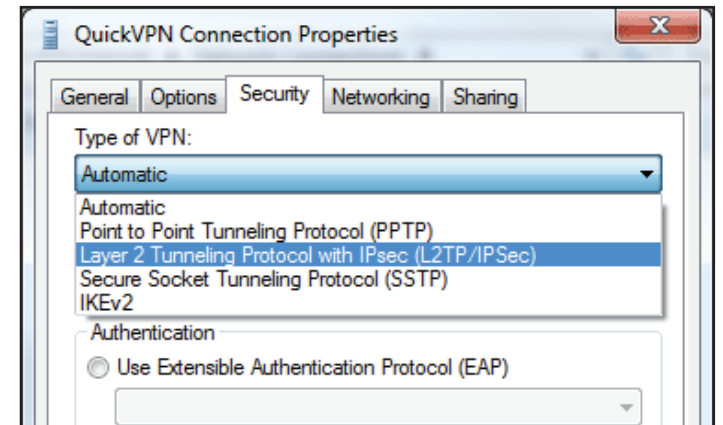 QuickVPN Connection Properties
General Options Security Networking Sharing
Type of VPN:
Automatic
Automatic
Point to Point Tunneling Protocol (PPTP)
Layer 2 Tunneling Protocol with IPsec (L2TP/IPSec)
Secure Socket Tunneling Protocol (SSTP)
IKEv2
Authentication
Use Extensible Authentication Protocol (EAP)